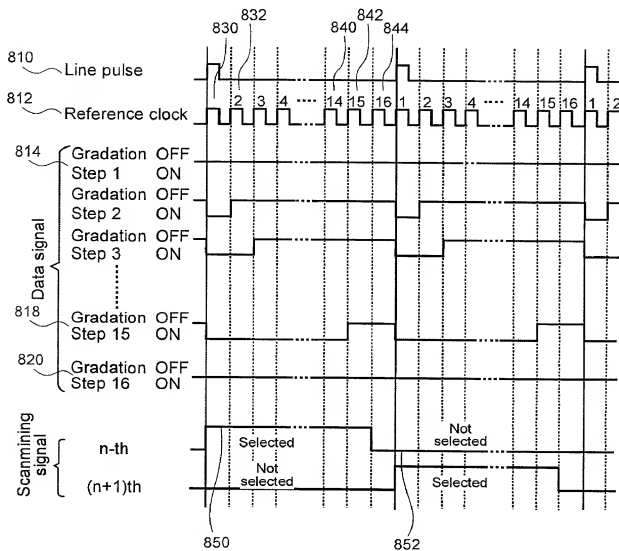 830 832 840 842 844
810 Line pulse
812 Reference clock 2 3 4 ···· 14 15 16 1 2 3 4 ···· 14 15 16 1 2
814 Gradation OFF
Step 1 ON
Gradation OFF
Step 2 ON
Gradation OFF
Step 3 ON
Data signal
818 Gradation OFF
Step 15 ON
820 Gradation OFF
Step 16 ON
Scanmining signal
n-th Selected Not selected
(n+1)th Not selected Selected
850 852